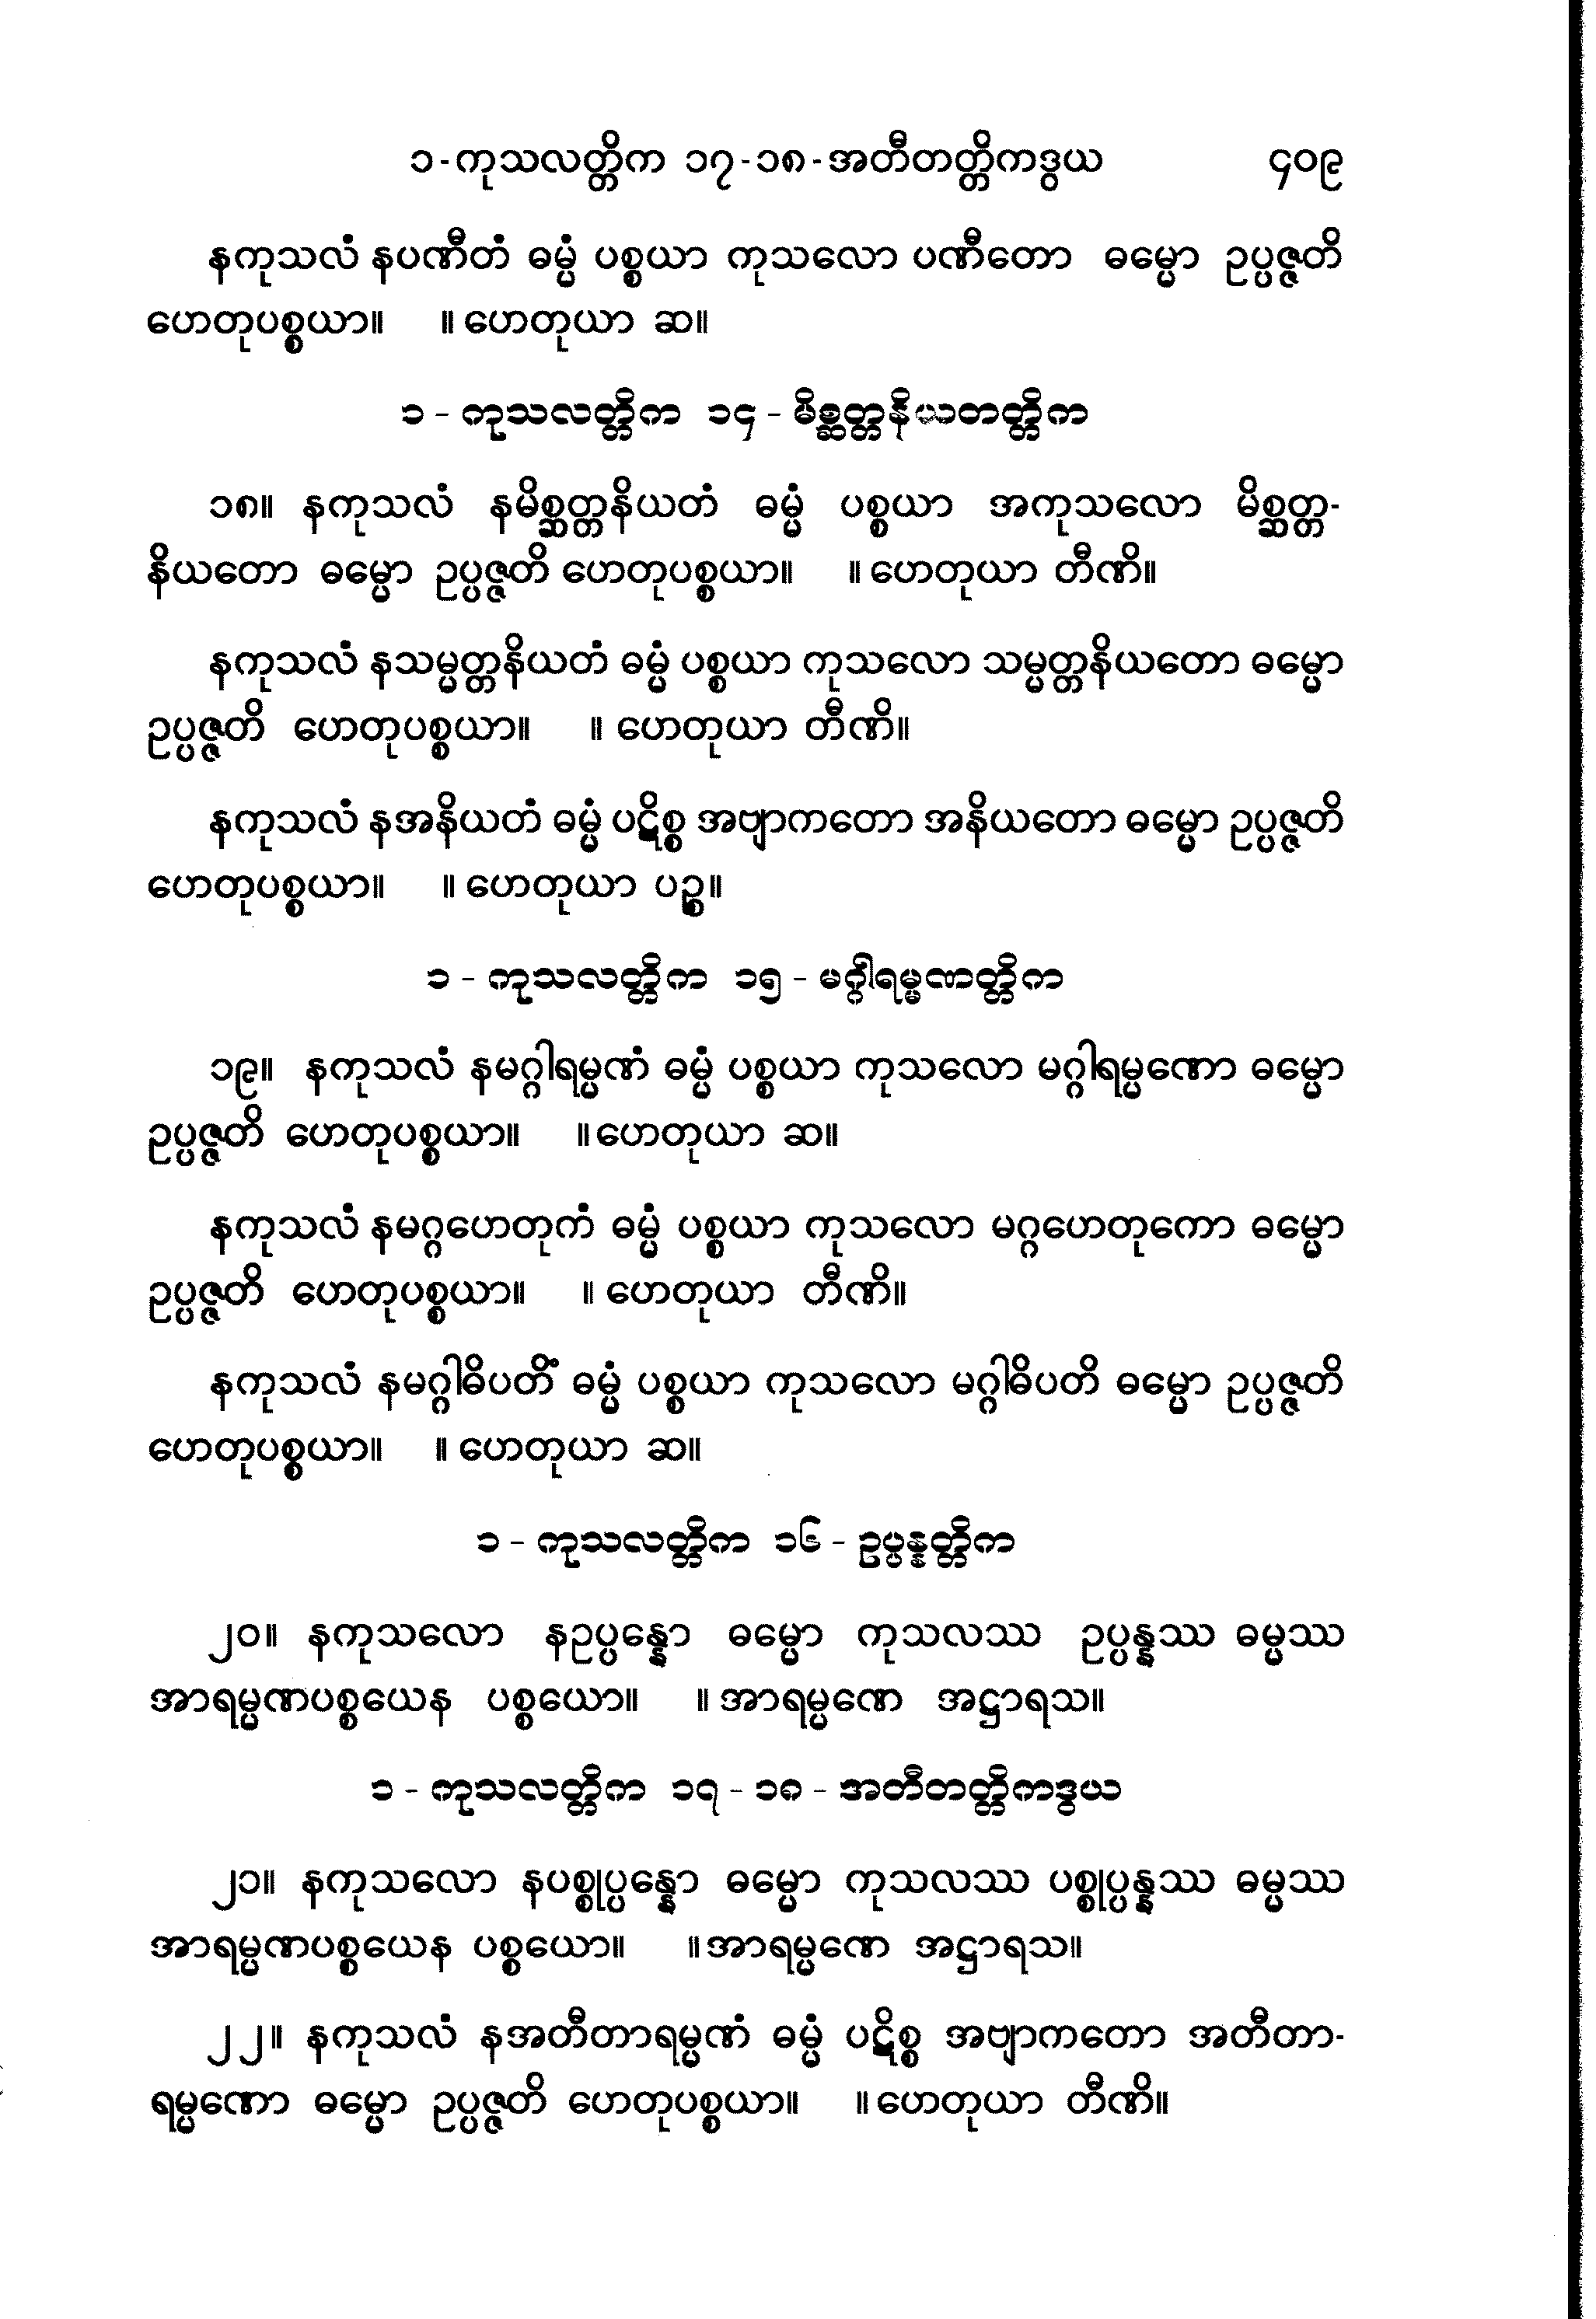 ၁-ကုသလတ္တိက ၁၇-၁၈-အတီတတ္တိကဒွယ ၄၀၉
နကုသလံ နပဏီတံ ဓမ္မံ ပစ္စယာ ကုသလော ပဏီတော ဓမ္မော ဥပ္ပဇ္ဇတိ
ဟေတုပစ္စယာ။ ။ ဟေတုယာ ဆ။
၁ - ကုသလတ္တိက ၁၄ - မိစ္ဆတ္တနိယတတ္တိက
၁၈။ နကုသလံ နမိစ္ဆတ္တနိယတံ ဓမ္မံ ပစ္စယာ အကုသလော မိစ္ဆတ္တ-
နိယတော ဓမ္မော ဥပ္ပဇ္ဇတိ ဟေတုပစ္စယာ။ ။ ဟေတုယာ တီဏိ။
နကုသလံ နသမ္မတ္တနိယတံ ဓမ္မံ ပစ္စယာ ကုသလော သမ္မတ္တနိယတော ဓမ္မော
ဥပ္ပဇ္ဇတိ ဟေတုပစ္စယာ။ ။ ဟေတုယာ တီဏိ။
နကုသလံ နအနိယတံ ဓမ္မံ ပဋိစ္စ အဗျာကတော အနိယတော ဓမ္မော ဥပ္ပဇ္ဇတိ
ဟေတုပစ္စယာ။ ။ ဟေတုယာ ပဉ္စ။
၁ - ကုသလတ္တိက ၁၅ - မဂ္ဂါရမ္မဏတ္တိက
၁၉။ နကုသလံ နမဂ္ဂါရမ္မဏံ ဓမ္မံ ပစ္စယာ ကုသလော မဂ္ဂါရမ္မဏော ဓမ္မော
ဥပ္ပဇ္ဇတိ ဟေတုပစ္စယာ။ ။ဟေတုယာ ဆ။
နကုသလံ နမဂ္ဂဟေတုကံ ဓမ္မံ ပစ္စယာ ကုသလော မဂ္ဂဟေတုကော ဓမ္မော
ဥပ္ပဇ္ဇတိ ဟေတုပစ္စယာ။ ။ ဟေတုယာ တီဏိ။
နကုသလံ နမဂ္ဂါဓိပတိံ ဓမ္မံ ပစ္စယာ ကုသလော မဂ္ဂါဓိပတိ ဓမ္မော ဥပ္ပဇ္ဇတိ
ဟေတုပစ္စယာ။ ။ ဟေတုယာ ဆ။
၁ - ကုသလတ္တိက ၁၆ - ဥပ္ပန္နတ္တိက
၂၀။ နကုသလော နဥပ္ပန္နော ဓမ္မော ကုသလဿ ဥပ္ပန္နဿ ဓမ္မဿ
အာရမ္မဏပစ္စယေန ပစ္စယော။ ။ အာရမ္မဏေ အဋ္ဌာရသ။
၁ - ကုသလတ္တိက ၁၇ - ၁၈ - အတီတတ္တိကဒွယ
၂၁။ နကုသလော နပစ္စုပ္ပန္နော ဓမ္မော ကုသလဿ ပစ္စုပ္ပန္နဿ ဓမ္မဿ
အာရမ္မဏပစ္စယေန ပစ္စယော။ ။အာရမ္မဏေ အဋ္ဌာရသ။
၂၂။ နကုသလံ နအတီတာရမ္မဏံ ဓမ္မံ ပဋိစ္စ အဗျာကတော အတီတာ-
ရမ္မဏော ဓမ္မော ဥပ္ပဇ္ဇတိ ဟေတုပစ္စယာ။ ။ ဟေတုယာ တီဏိ။